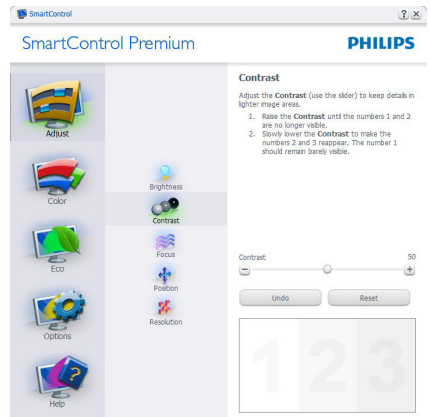 SmartControl
SmartControl Premium
PHILIPS
Adjust
Color
Eco
Options
Help
Brightness
Contrast
Focus
Position
Resolution
Contrast
Adjust the Contrast (use the slider) to keep details in
lighter image areas.
1. Raise the Contrast until the numbers 1 and 2
are no longer visible.
2. Slowly lower the Contrast to make the
numbers 2 and 3 reappear. The number 1
should remain barely visible.
Contrast 50
Undo Reset
1 2 3